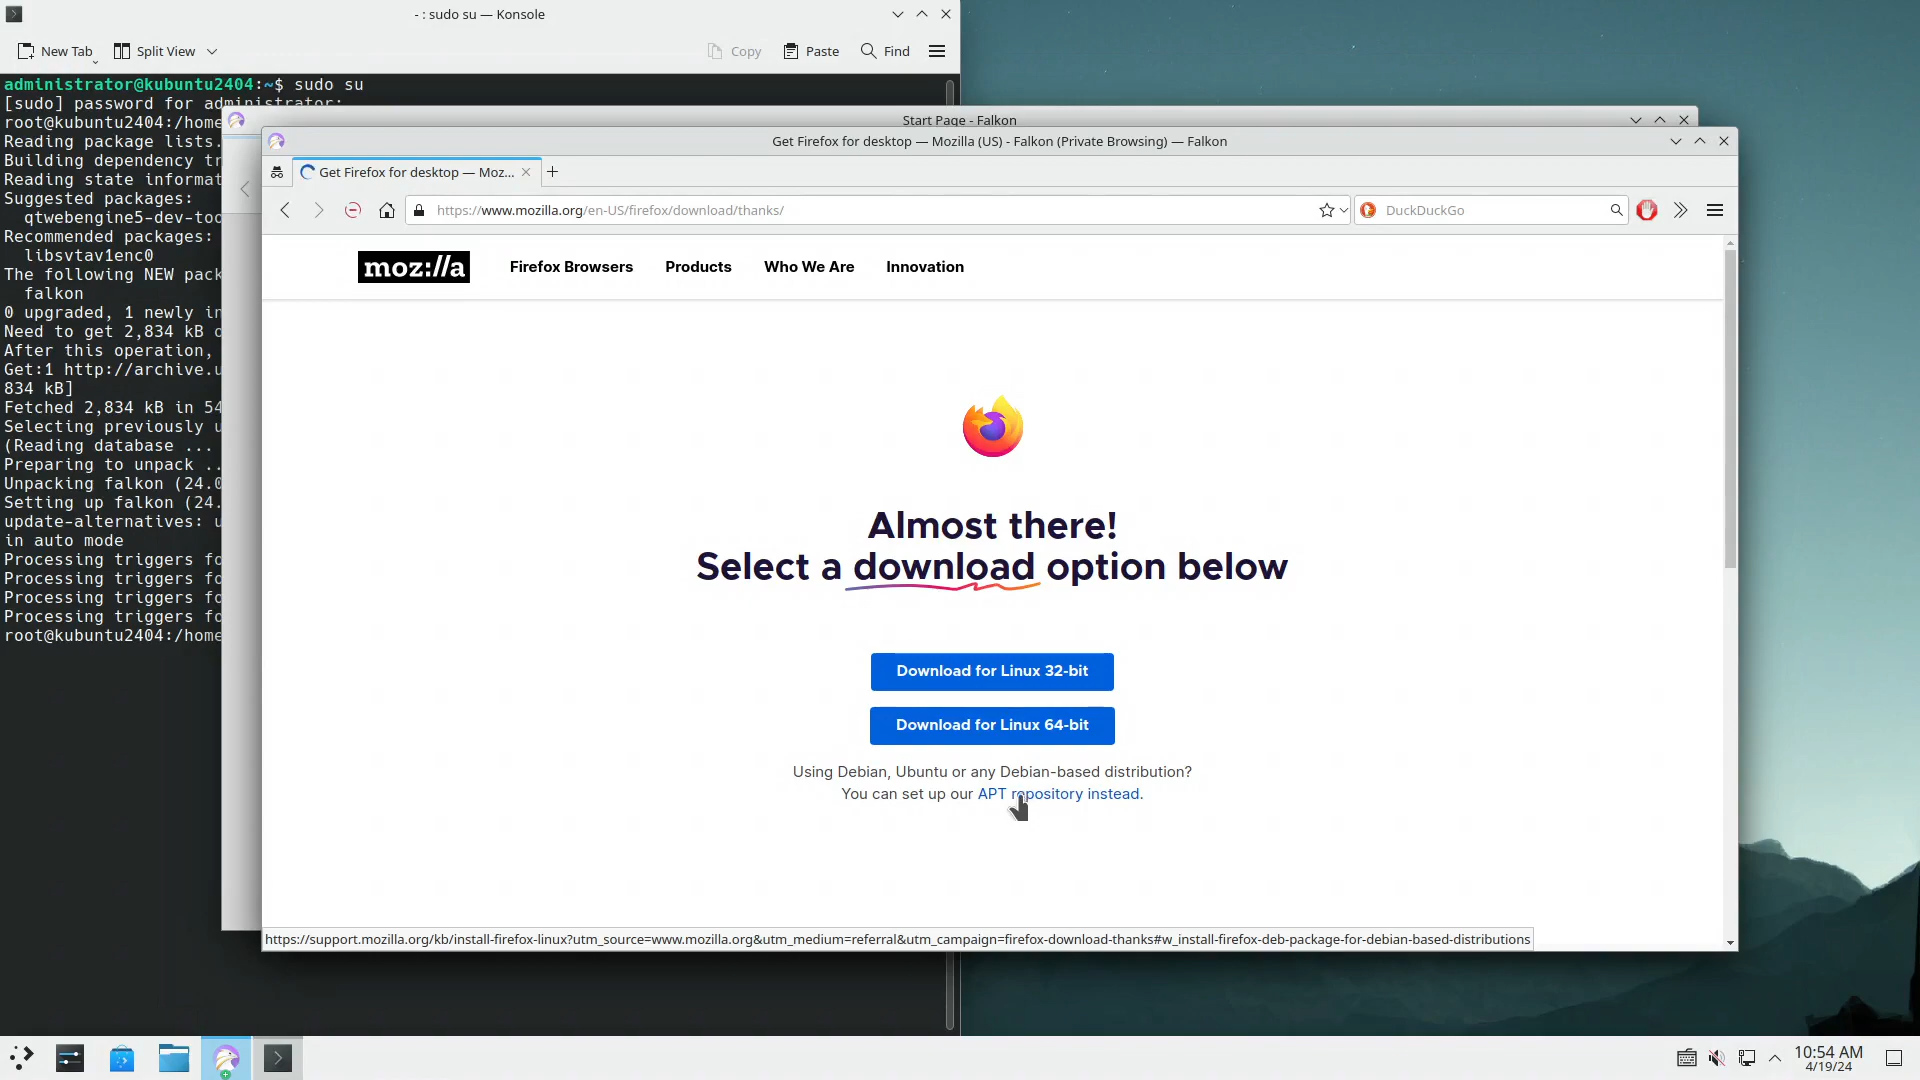 - : sudo su — Konsole
New Tab
Split View
Copy
Paste
Find
administrator@kubuntu2404:~$ sudo su
[sudo] password for administrator:
root@kubuntu2404:/home
Reading package lists.
Building dependency tr
Reading state informat
Suggested packages:
qtwebengine5-dev-too
Recommended packages:
libsvtav1enc0
The following NEW pack
falkon
0 upgraded, 1 newly in
Need to get 2,834 kB o
After this operation,
Get:1 http://archive.u
834 kB]
Fetched 2,834 kB in 54
Selecting previously u
(Reading database ...
Preparing to unpack ..
Unpacking falkon (24.0
Setting up falkon (24.
update-alternatives: u
in auto mode
Processing triggers fo
Processing triggers fo
Processing triggers fo
Processing triggers fo
root@kubuntu2404:/home
Start Page - Falkon
Get Firefox for desktop — Mozilla (US) - Falkon (Private Browsing) — Falkon
Get Firefox for desktop — Moz...
https://www.mozilla.org/en-US/firefox/download/thanks/
DuckDuckGo
moz://a
Firefox Browsers
Products
Who We Are
Innovation
Almost there!
Select a download option below
Download for Linux 32-bit
Download for Linux 64-bit
Using Debian, Ubuntu or any Debian-based distribution?
You can set up our APT repository instead.
https://support.mozilla.org/kb/install-firefox-linux?utm_source=www.mozilla.org&utm_medium=referral&utm_campaign=firefox-download-thanks#w_install-firefox-deb-package-for-debian-based-distributions
10:54 AM
4/19/24